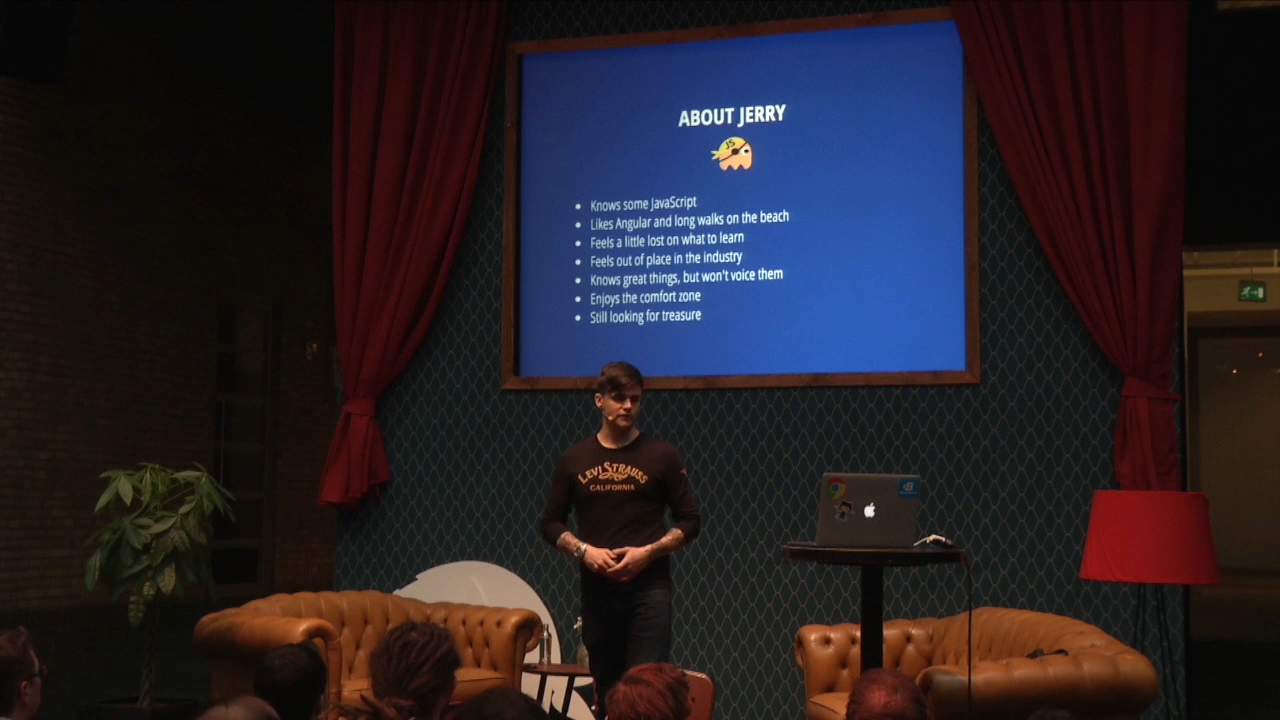 ABOUT JERRY
JS
Knows some JavaScript
Likes Angular and long walks on the beach
Feels a little lost on what to learn
Feels out of place in the industry
Knows great things, but won't voice them
Enjoys the comfort zone
Still looking for treasure
LEVI STRAUSS
CALIFORNIA